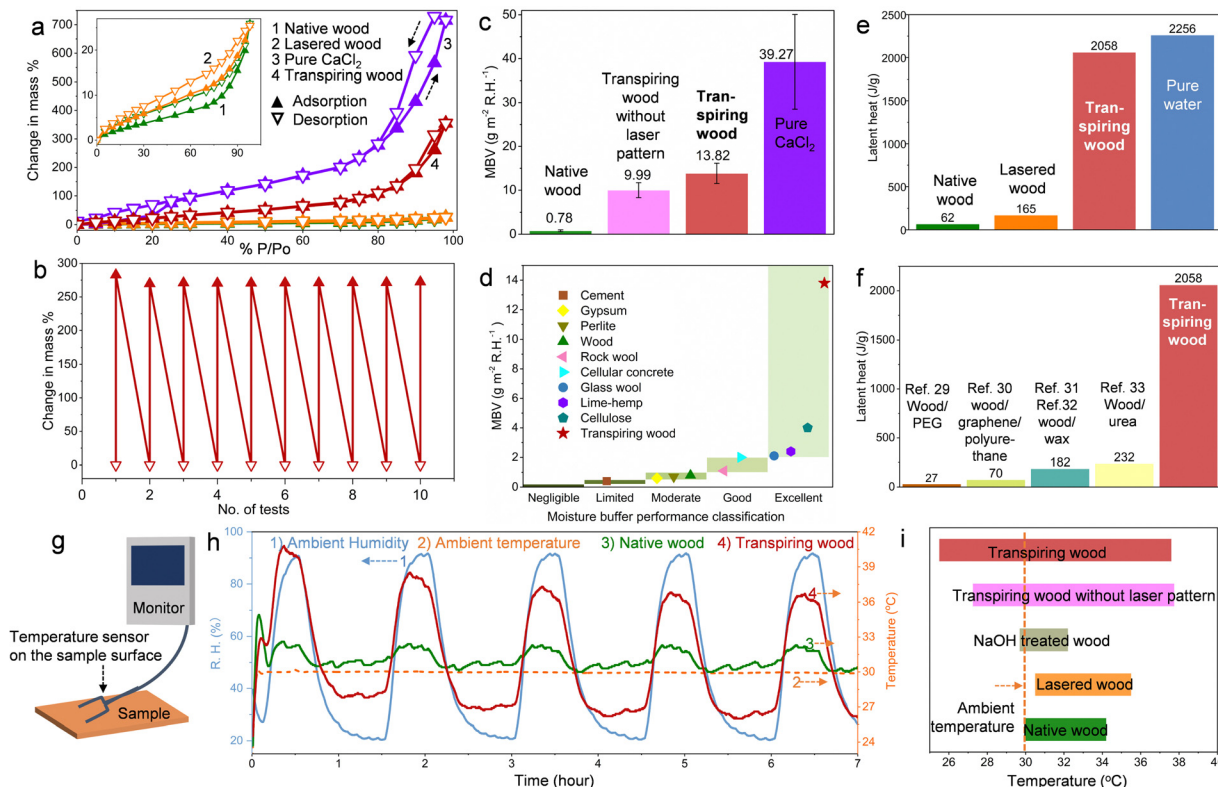 a
Change in mass %
700
600
500
400
300
200
100
0
0
20
40
60
80
100
% P/Po
20
10
0
0
30
60
90
2
1
1 Native wood
2 Lasered wood
3 Pure CaCl₂
4 Transpiring wood
Adsorption
Desorption
3
4
b
Change in mass %
300
250
200
150
100
50
0
0
2
4
6
8
10
No. of tests
c
MBV (g m⁻² R.H.⁻¹)
50
40
30
20
10
0
Native
wood
0.78
Transpiring
wood
without
laser
pattern
9.99
Tran-
spiring
wood
13.82
39.27
Pure
CaCl₂
d
MBV (g m⁻² R.H.⁻¹)
14
12
10
8
6
4
2
0
Cement
Gypsum
Perlite
Wood
Rock wool
Cellular concrete
Glass wool
Lime-hemp
Cellulose
Transpiring wood
Negligible
Limited
Moderate
Good
Excellent
Moisture buffer performance classification
e
Latent heat (J/g)
2500
2000
1500
1000
500
0
Native
wood
62
Lasered
wood
165
2058
Tran-
spiring
wood
2256
Pure
water
f
Latent heat (J/g)
2000
1500
1000
500
0
Ref. 29
Wood/
PEG
27
Ref. 30
wood/
graphene/
polyure-
thane
70
Ref. 31
Ref.32
wood/
wax
182
Ref. 33
Wood/
urea
232
2058
Tran-
spiring
wood
g
Monitor
Temperature sensor
on the sample surface
Sample
h
R. H. (%)
100
80
60
40
20
1) Ambient Humidity
2) Ambient temperature
3) Native wood
4) Transpiring wood
1
4
3
2
42
39
36
33
30
27
24
Temperature (ºC)
0
1
2
3
4
5
6
7
Time (hour)
i
Transpiring wood
Transpiring wood without laser pattern
NaOH treated wood
Lasered wood
Ambient
temperature
Native wood
26
28
30
32
34
36
38
40
Temperature (ºC)